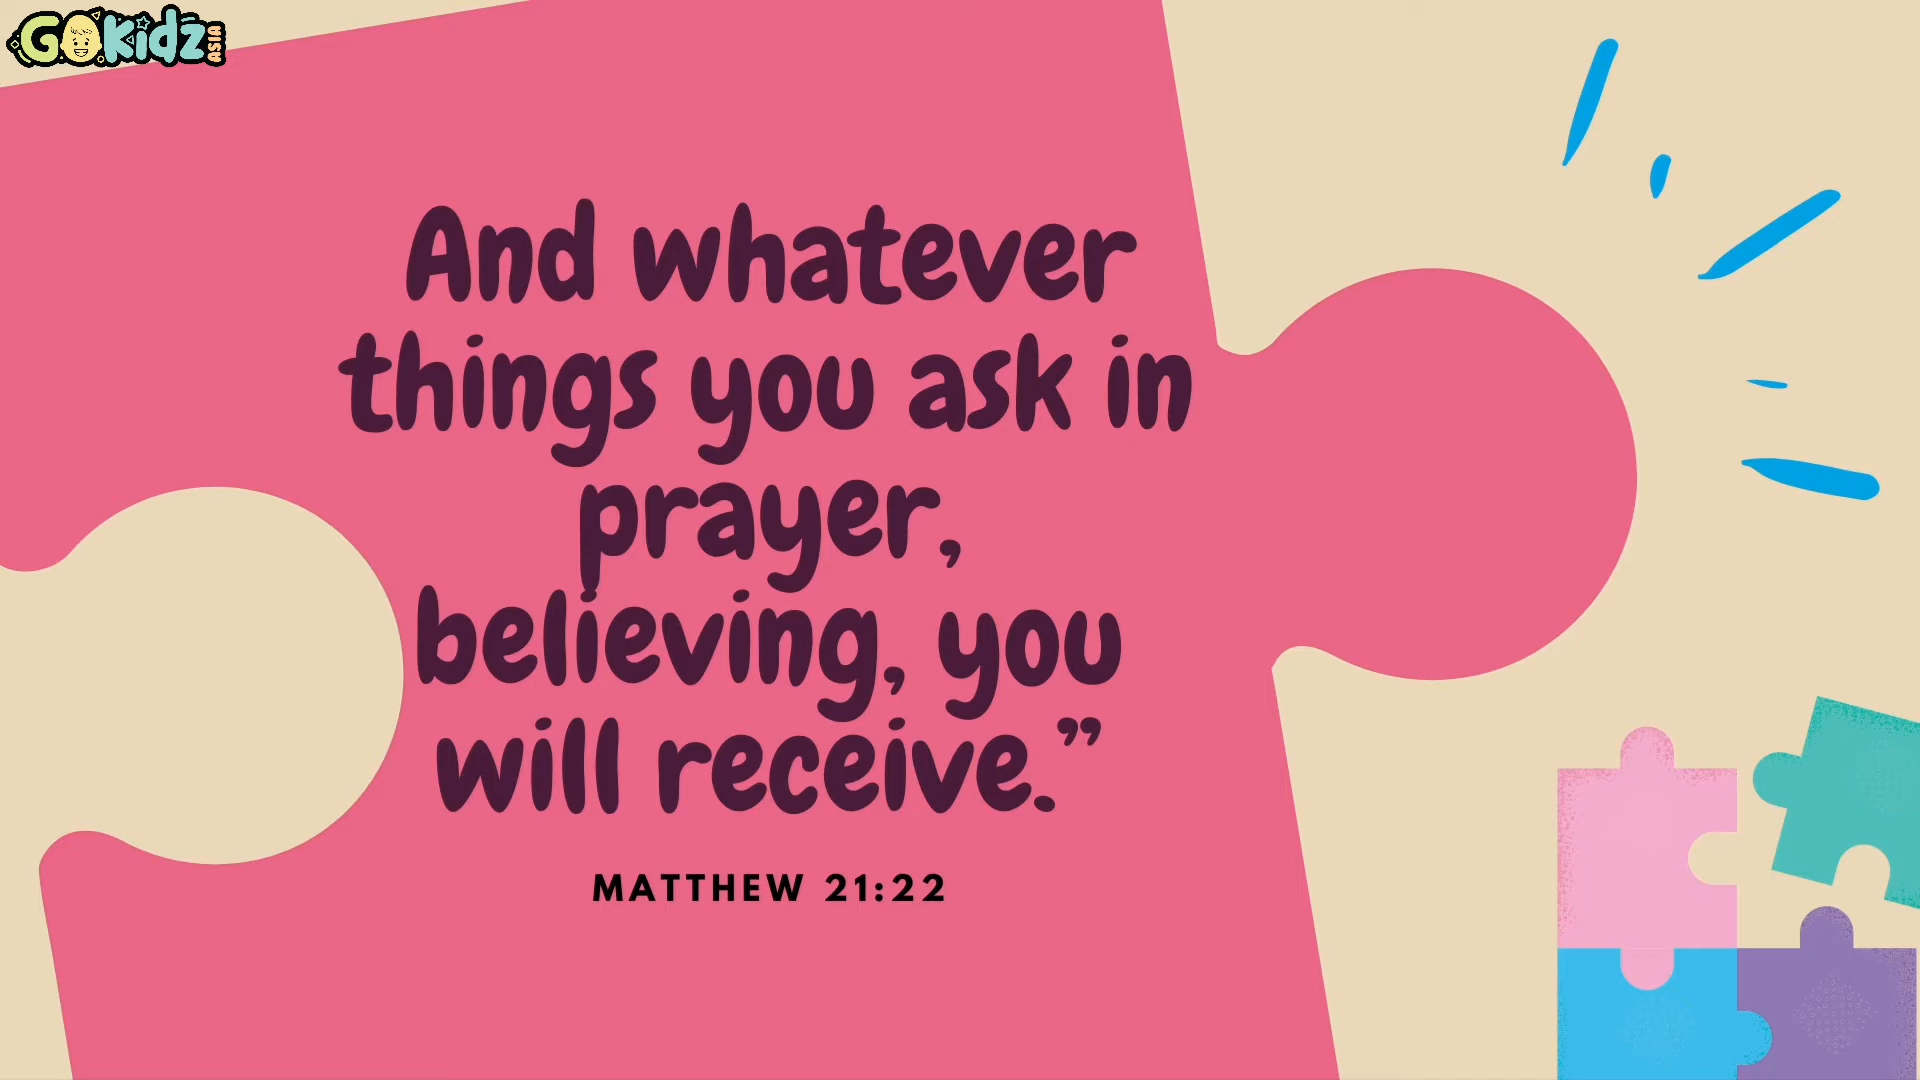 GOKidz ASIA
And whatever
things you ask in
prayer,
believing, you
will receive.”
MATTHEW 21:22